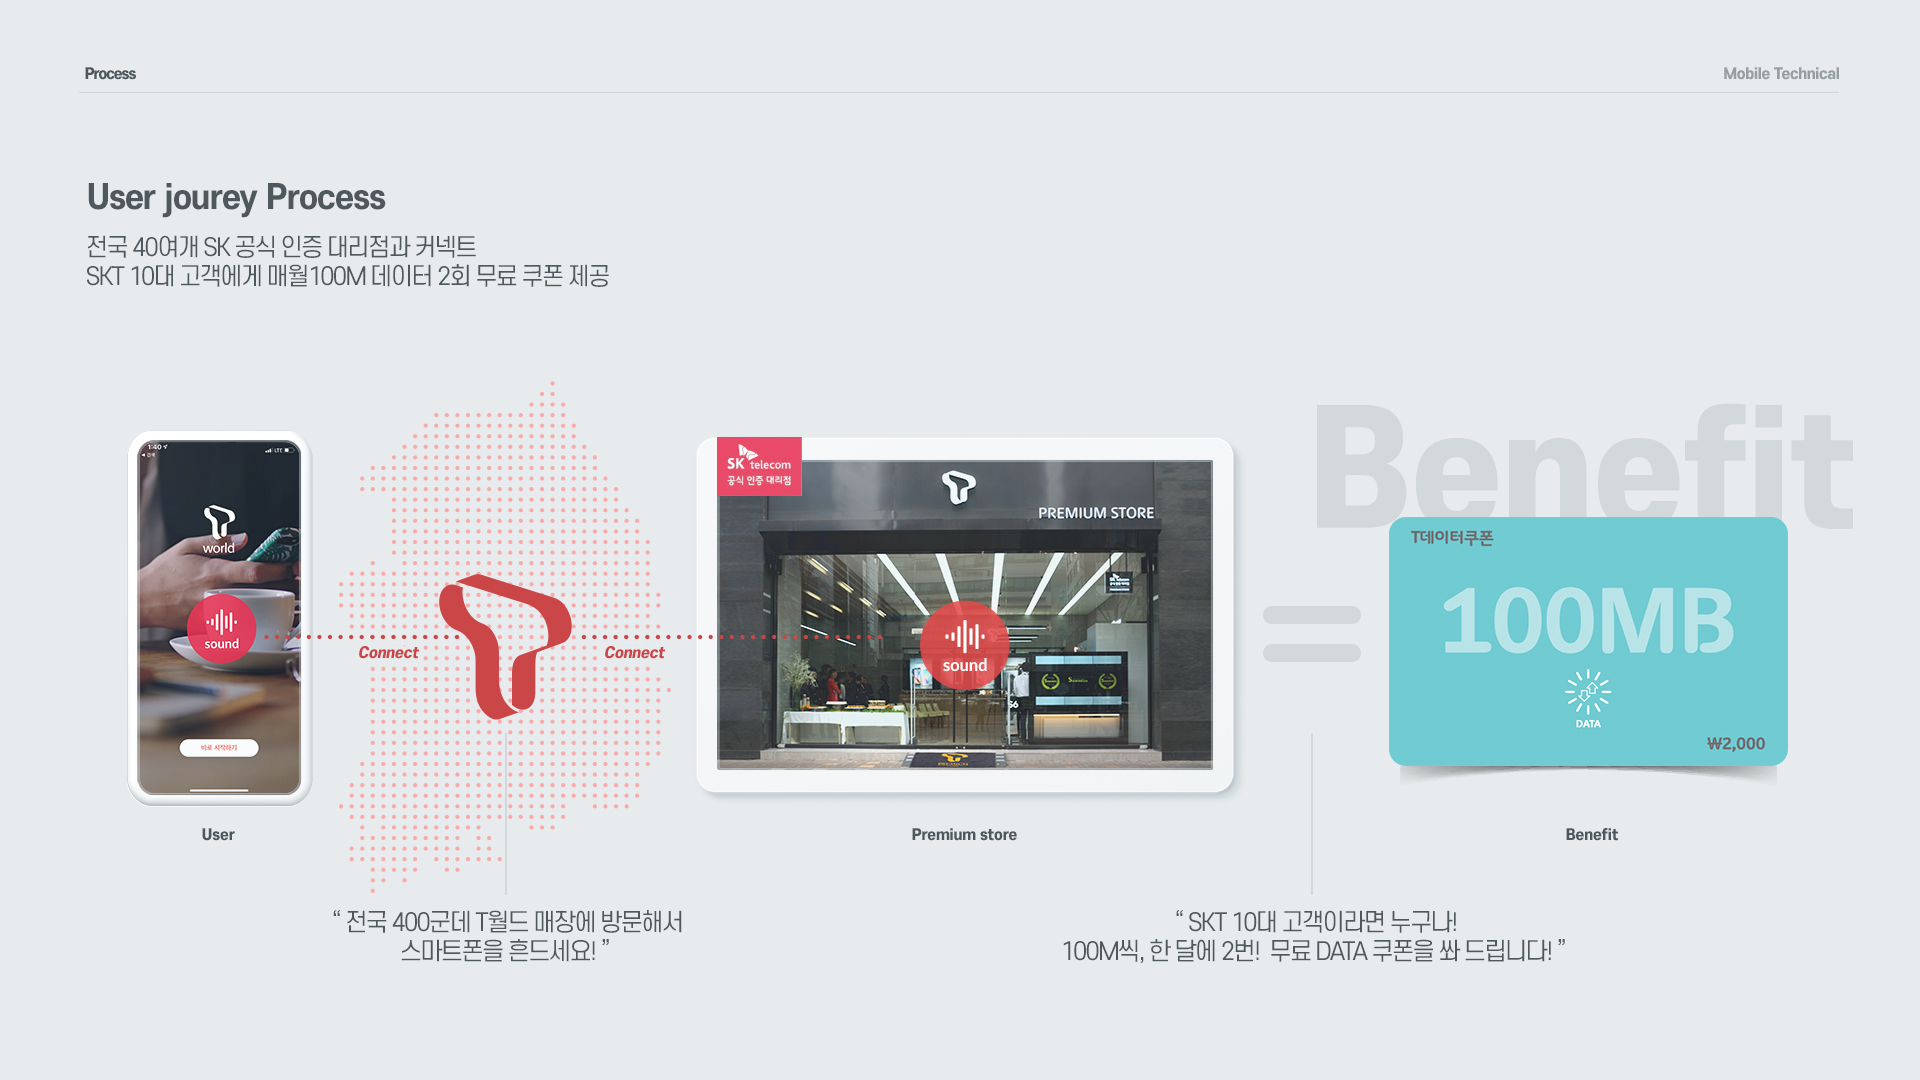 Process
Mobile Technical
User jourey Process
전국 40여개 SK 공식 인증 대리점과 커넥트
SKT 10대 고객에게 매월100M 데이터 2회 무료 쿠폰 제공
Benefit
1:40
LTE
검색
T world
sound
바로 시작하기
Connect
Connect
SK telecom
공식 인증 대리점
PREMIUM STORE
sound
T데이터쿠폰
100MB
DATA
₩2,000
User
Premium store
Benefit
“ 전국 400군데 T월드 매장에 방문해서
스마트폰을 흔드세요! ”
“ SKT 10대 고객이라면 누구나!
100M씩, 한 달에 2번! 무료 DATA 쿠폰을 쏴 드립니다! ”